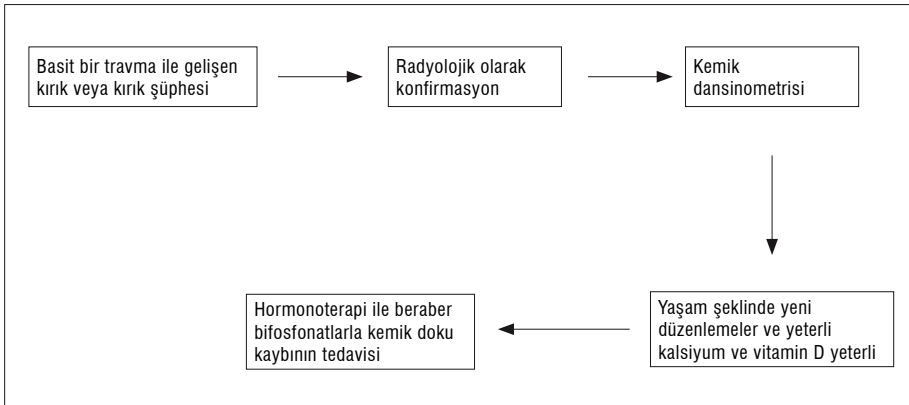 Basit bir travma ile gelişen
kırık veya kırık şüphesi
Radyolojik olarak
konfirmasyon
Kemik
dansinometrisi
Yaşam şeklinde yeni
düzenlemeler ve yeterli
kalsiyum ve vitamin D yeterli
Hormonoterapi ile beraber
bifosfonatlarla kemik doku
kaybının tedavisi